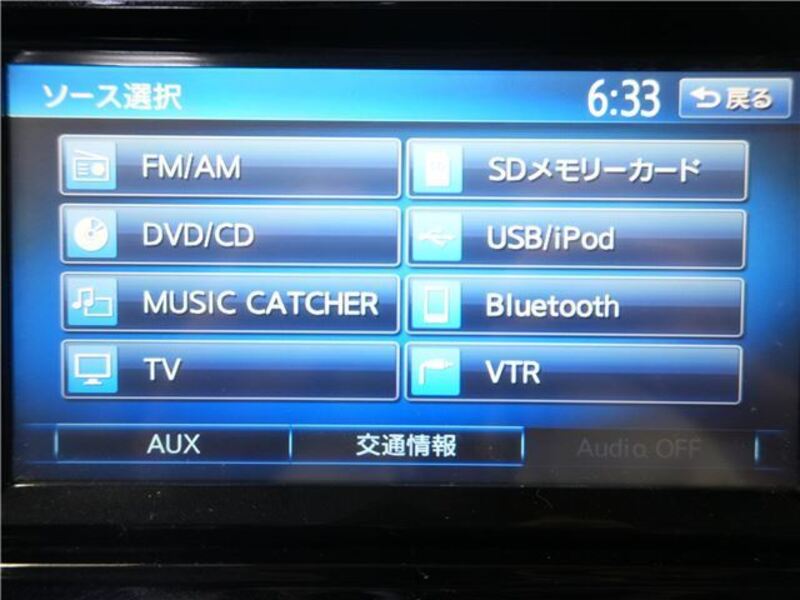 ソース選択 6:33 戻る
FM/AM SDメモリーカード
DVD/CD USB/iPod
MUSIC CATCHER Bluetooth
TV VTR
AUX 交通情報 Audio OFF